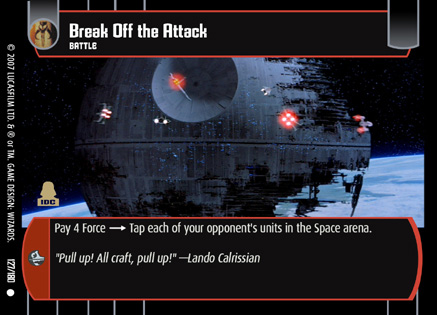 Break Off the Attack
BATTLE
© 2007 LUCASFILM LTD. & ® or TM. GAME DESIGN: WIZARDS.
127/180
IDC
Pay 4 Force → Tap each of your opponent's units in the Space arena.
"Pull up! All craft, pull up!" —Lando Calrissian